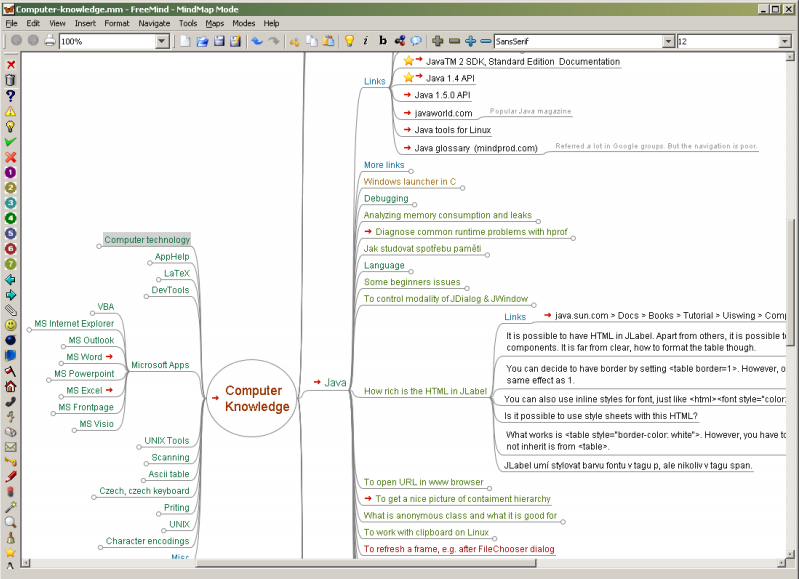 Computer-knowledge.mm - FreeMind - MindMap Mode
File Edit View Insert Format Navigate Tools Maps Modes Help
100%
SansSerif
12
JavaTM 2 SDK, Standard Edition Documentation
Links
Java 1.4 API
Java 1.5.0 API
javaworld.com
Popular Java magazine
Java tools for Linux
Java glossary (mindprod.com)
Referred a lot in Google groups. But the navigation is poor.
More links
Windows launcher in C
Debugging
Analyzing memory consumption and leaks
Diagnose common runtime problems with hprof
Jak studovat spotřebu paměti
Language
Some beginners issues
To control modality of JDialog & JWindow
Computer technology
AppHelp
LaTeX
DevTools
VBA
MS Internet Explorer
MS Outlook
MS Word
MS Powerpoint
MS Excel
MS Frontpage
MS Visio
Microsoft Apps
Computer
Knowledge
Java
Links
java.sun.com > Docs > Books > Tutorial > Uiswing > Comp
It is possible to have HTML in JLabel. Apart from others, it is possible t
components. It is far from clear, how to format the table though.
You can decide to have border by setting <table border=1>. However, o
same effect as 1.
How rich is the HTML in JLabel
You can also use inline styles for font, just like <html><font style="color:
Is it possible to use style sheets with this HTML?
What works is <table style="border-color: white">. However, you have to
not inherit is from <table>.
JLabel umí stylovat barvu fontu v tagu p, ale nikoliv v tagu span.
UNIX Tools
Scanning
Ascii table
Czech, czech keyboard
Priting
UNIX
Character encodings
Misc
To open URL in www browser
To get a nice picture of contaiment hierarchy
What is anonymous class and what it is good for
To work with clipboard on Linux
To refresh a frame, e.g. after FileChooser dialog